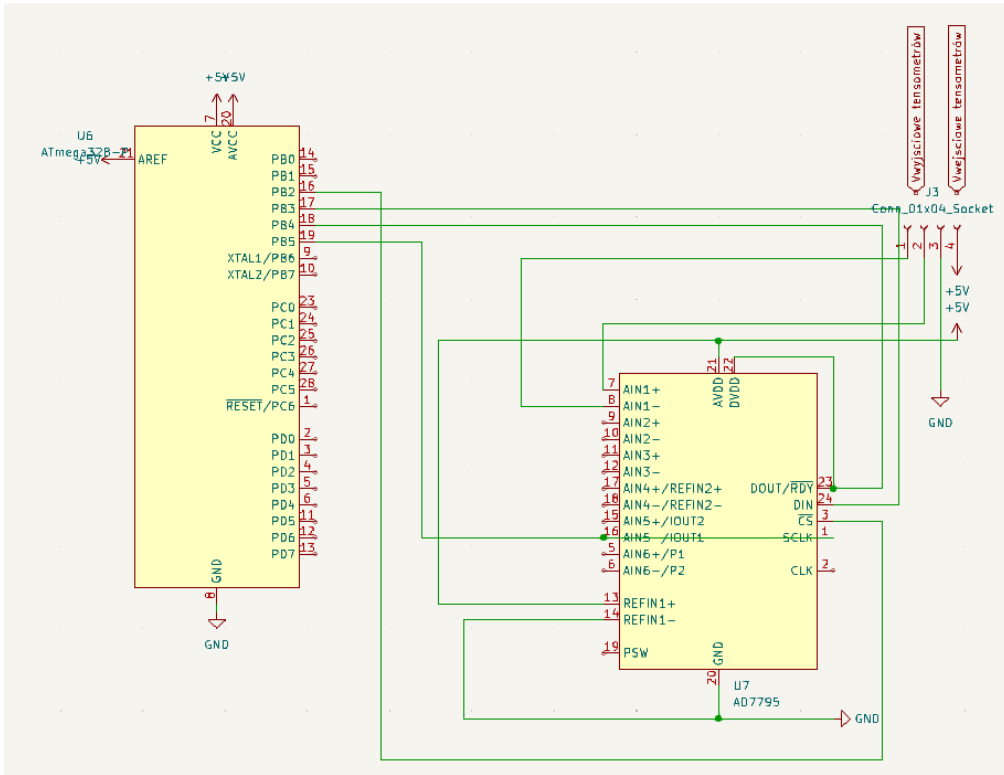 +5V+5V
7
VCC
20
AVCC
U6
ATmega328-P
+5V
21
AREF
PB0 14
PB1 15
PB2 16
PB3 17
PB4 18
PB5 19
XTAL1/PB6 9
XTAL2/PB7 10
PC0 23
PC1 24
PC2 25
PC3 26
PC4 27
PC5 28
RESET/PC6 1
PD0 2
PD1 3
PD2 4
PD3 5
PD4 6
PD5 11
PD6 12
PD7 13
GND
8
GND
Vwyjściowe tensometrów
Vwejściowe tensometrów
J3
Conn_01x04_Socket
1
2
3
4
+5V
+5V
GND
21
AVDD
22
DVDD
7 AIN1+
8 AIN1-
9 AIN2+
10 AIN2-
11 AIN3+
12 AIN3-
17 AIN4+/REFIN2+
18 AIN4-/REFIN2-
15 AIN5+/IOUT2
16 AIN5-/IOUT1
5 AIN6+/P1
6 AIN6-/P2
13 REFIN1+
14 REFIN1-
19 PSW
DOUT/RDY 23
DIN 24
CS 3
SCLK 1
CLK 2
GND
20
U7
AD7795
GND